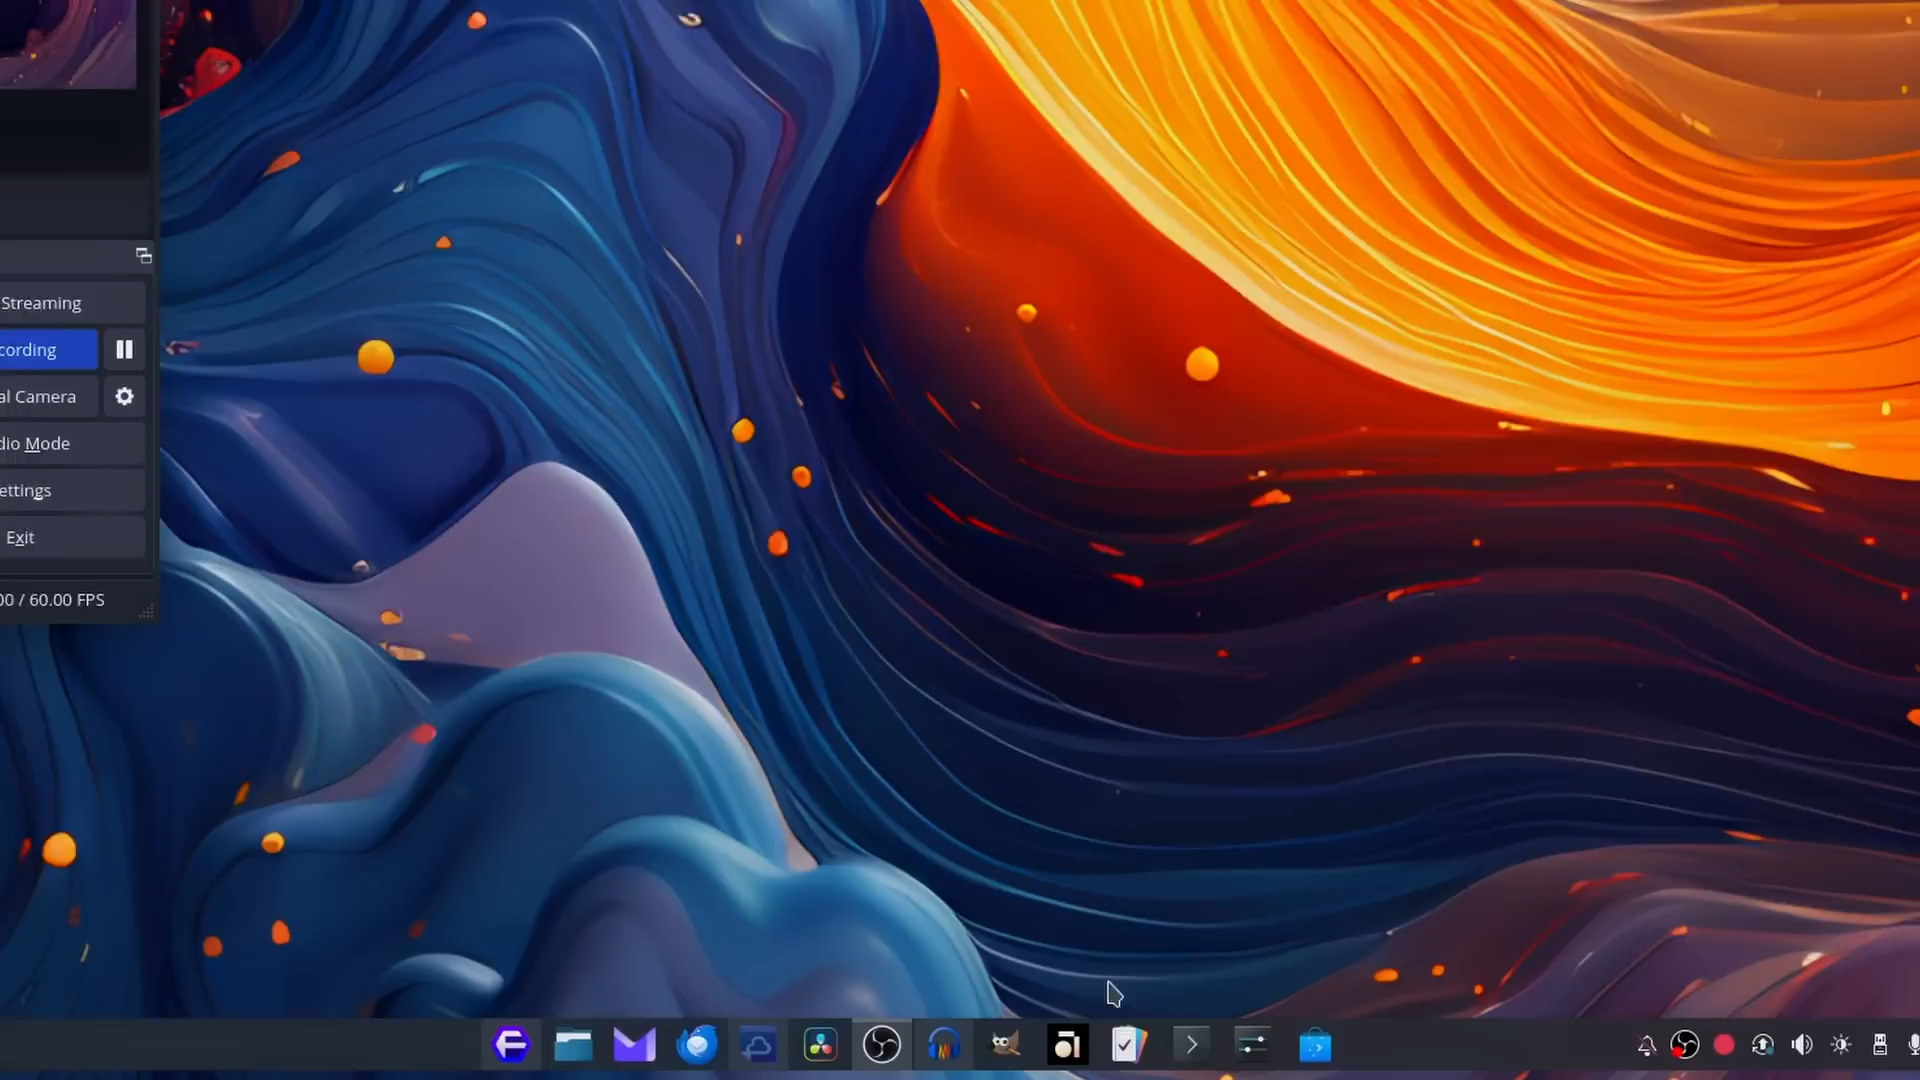 Streaming
cording
al Camera
dio Mode
ettings
Exit
00 / 60.00 FPS